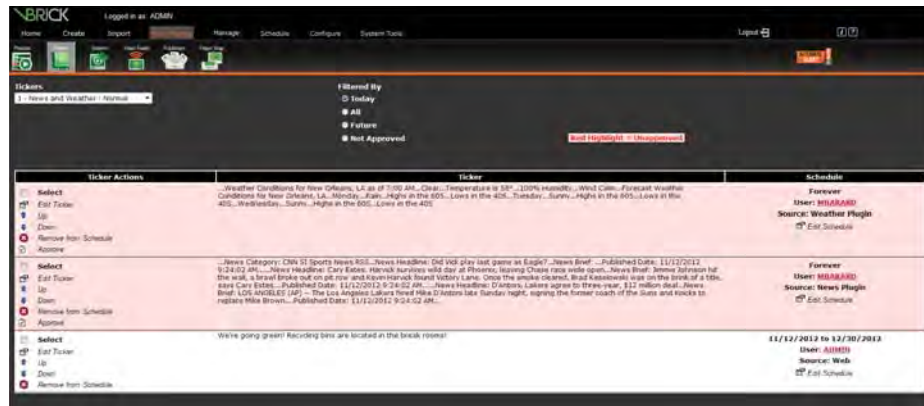 VBRICK
Logged in as: ADMIN
Home Create Import Manage Schedule Configure System Tools Logout
Tickers
1 - News and Weather : Normal
Filtered By
Today
All
Future
Not Approved
Red Highlight = Unapproved
Ticker Actions Ticker Schedule
Select
Edit Ticker
Up
Down
Remove from Schedule
Approve
...Weather Conditions for New Orleans, LA as of 7:00 AM...Clear...Temperature is 58°...100% Humidity...Wind Calm...Forecast Weather
Conditions for New Orleans, LA...Monday...Rain...Highs in the 60S...Lows in the 40S...Tuesday...Sunny...Highs in the 60S...Lows in the
40S...Wednesday...Sunny...Highs in the 60S...Lows in the 40S
Forever
User: MBARARD
Source: Weather Plugin
Edit Schedule
Select
Edit Ticker
Up
Down
Remove from Schedule
Approve
...News Category: CNN SI Sports News RSS...News Headline: Did Vick play last game as Eagle?...News Brief: ...Published Date: 11/12/2012
9:24:02 AM......News Headline: Cary Estes: Harvick survives wild day at Phoenix, leaving Chase race wide open...News Brief: Jimmie Johnson hit
the wall, a brawl broke out on pit row and Kevin Harvick found Victory Lane. Once the smoke cleared, Brad Keselowski was on the brink of a title,
says Cary Estes...Published Date: 11/12/2012 9:24:02 AM......News Headline: D'Antoni, Lakers agree to three-year, $12 million deal...News
Brief: LOS ANGELES (AP) -- The Los Angeles Lakers hired Mike D'Antoni late Sunday night, signing the former coach of the Suns and Knicks to
replace Mike Brown...Published Date: 11/12/2012 9:24:02 AM...
Forever
User: MBARARD
Source: News Plugin
Edit Schedule
Select
Edit Ticker
Up
Down
Remove from Schedule
We're going green! Recycling bins are located in the break rooms!
11/12/2012 to 12/30/2012
User: ADMIN
Source: Web
Edit Schedule